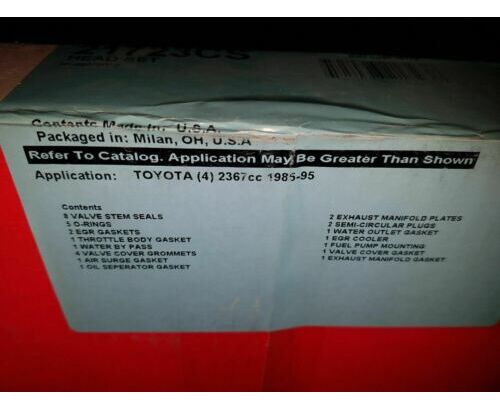 21723CS
HEAD SET
Contents Made In: U.S.A.
Packaged in: Milan, OH, U.S.A
Refer To Catalog. Application May Be Greater Than Shown
Application: TOYOTA (4) 2367cc 1985-95
Contents
8 VALVE STEM SEALS
5 O-RINGS
2 EGR GASKETS
1 THROTTLE BODY GASKET
1 WATER BY PASS
4 VALVE COVER GROMMETS
1 AIR SURGE GASKET
1 OIL SEPERATOR GASKET
2 EXHAUST MANIFOLD PLATES
2 SEMI-CIRCULAR PLUGS
1 WATER OUTLET GASKET
1 EGR COOLER
1 FUEL PUMP MOUNTING
1 VALVE COVER GASKET
1 EXHAUST MANIFOLD GASKET